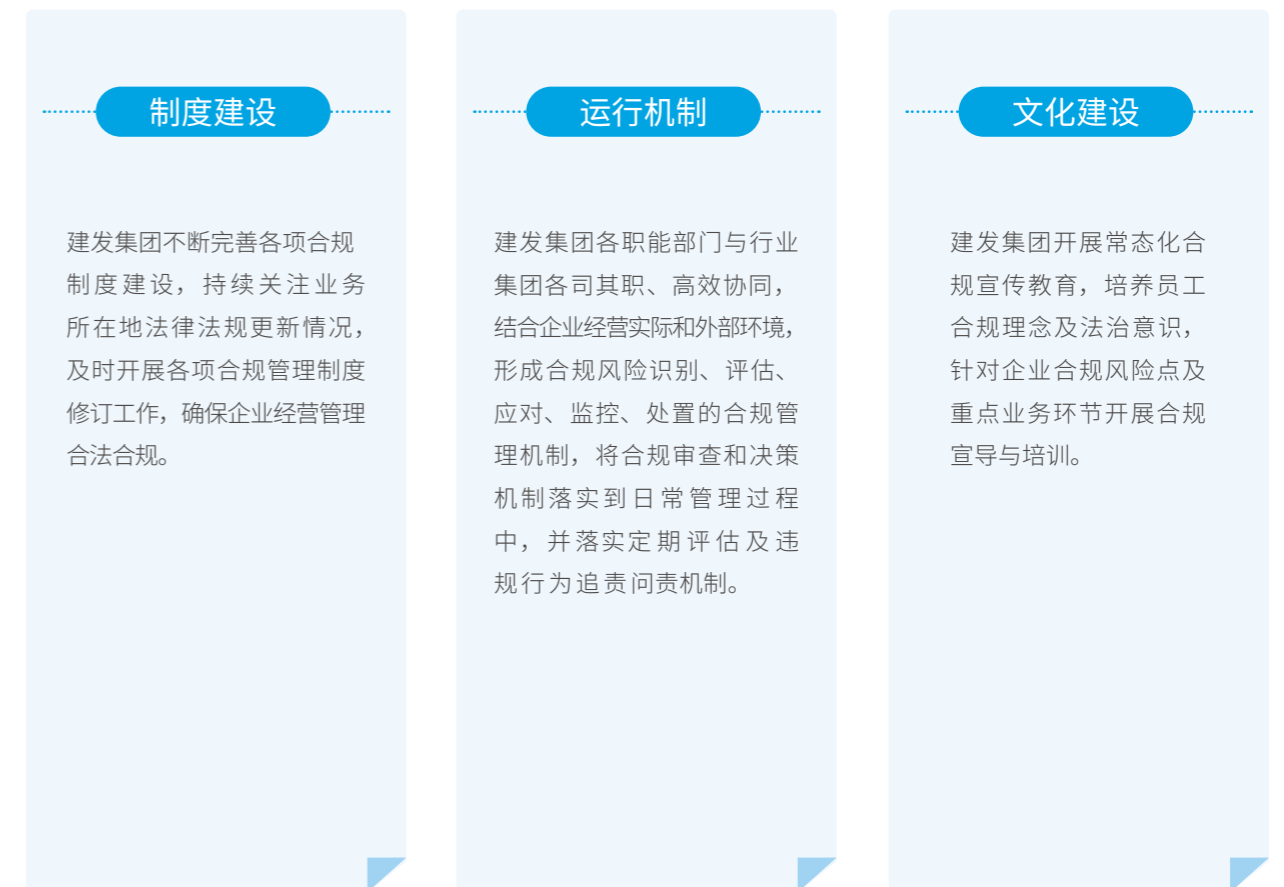 制度建设
建发集团不断完善各项合规
制度建设，持续关注业务
所在地法律法规更新情况，
及时开展各项合规管理制度
修订工作，确保企业经营管理
合法合规。
运行机制
建发集团各职能部门与行业
集团各司其职、高效协同，
结合企业经营实际和外部环境，
形成合规风险识别、评估、
应对、监控、处置的合规管
理机制，将合规审查和决策
机制落实到日常管理过程
中，并落实定期评估及违
规行为追责问责机制。
文化建设
建发集团开展常态化合
规宣传教育，培养员工
合规理念及法治意识，
针对企业合规风险点及
重点业务环节开展合规
宣导与培训。